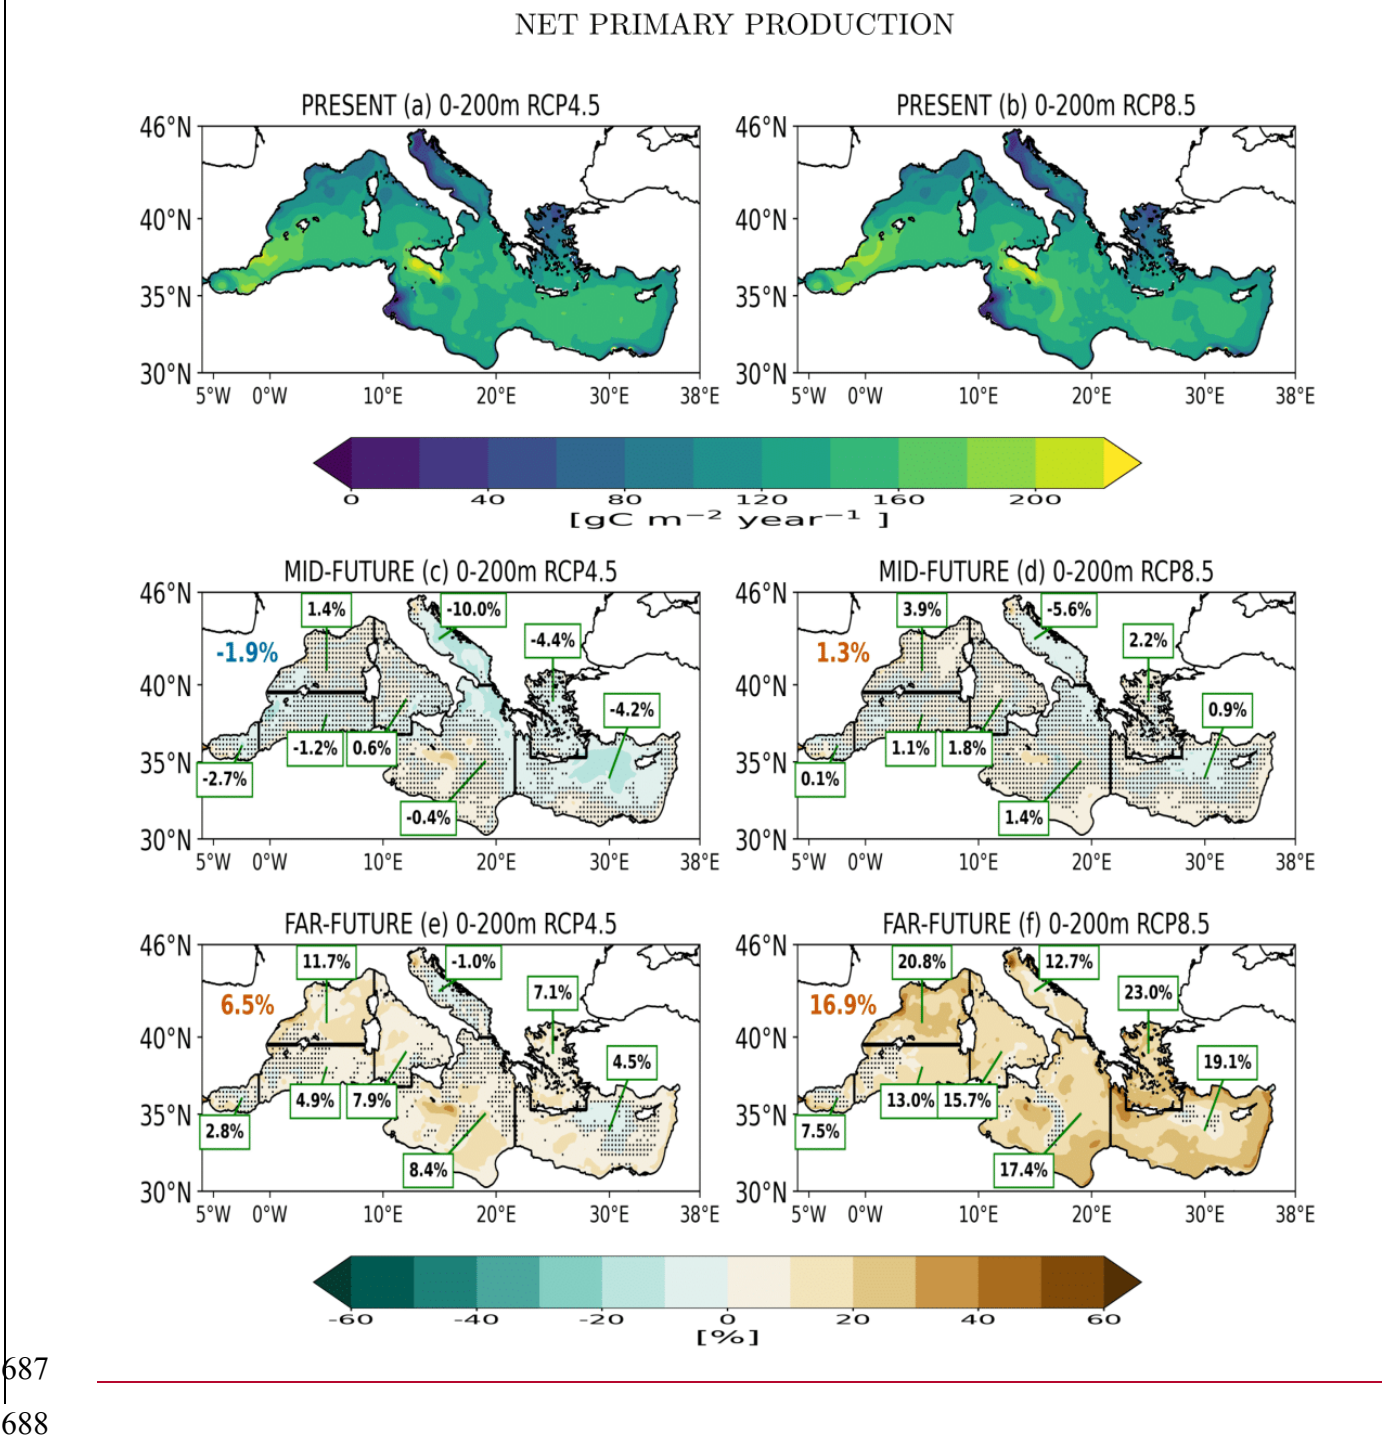 NET PRIMARY PRODUCTION
PRESENT (a) 0-200m RCP4.5
PRESENT (b) 0-200m RCP8.5
46°N
40°N
35°N
30°N
5°W 0°W 10°E 20°E 30°E 38°E
46°N
40°N
35°N
30°N
5°W 0°W 10°E 20°E 30°E 38°E
0 40 80 120 160 200
[gC m−2 year−1 ]
MID-FUTURE (c) 0-200m RCP4.5
MID-FUTURE (d) 0-200m RCP8.5
46°N
40°N
35°N
30°N
1.4%
-10.0%
-1.9%
-4.4%
-4.2%
-1.2%
0.6%
-2.7%
-0.4%
5°W 0°W 10°E 20°E 30°E 38°E
46°N
40°N
35°N
30°N
3.9%
-5.6%
1.3%
2.2%
0.9%
1.1%
1.8%
0.1%
1.4%
5°W 0°W 10°E 20°E 30°E 38°E
FAR-FUTURE (e) 0-200m RCP4.5
FAR-FUTURE (f) 0-200m RCP8.5
46°N
40°N
35°N
30°N
11.7%
-1.0%
6.5%
7.1%
4.5%
4.9%
7.9%
2.8%
8.4%
5°W 0°W 10°E 20°E 30°E 38°E
46°N
40°N
35°N
30°N
20.8%
12.7%
16.9%
23.0%
19.1%
13.0%
15.7%
7.5%
17.4%
5°W 0°W 10°E 20°E 30°E 38°E
-60 -40 -20 0 20 40 60
[%]
687
688